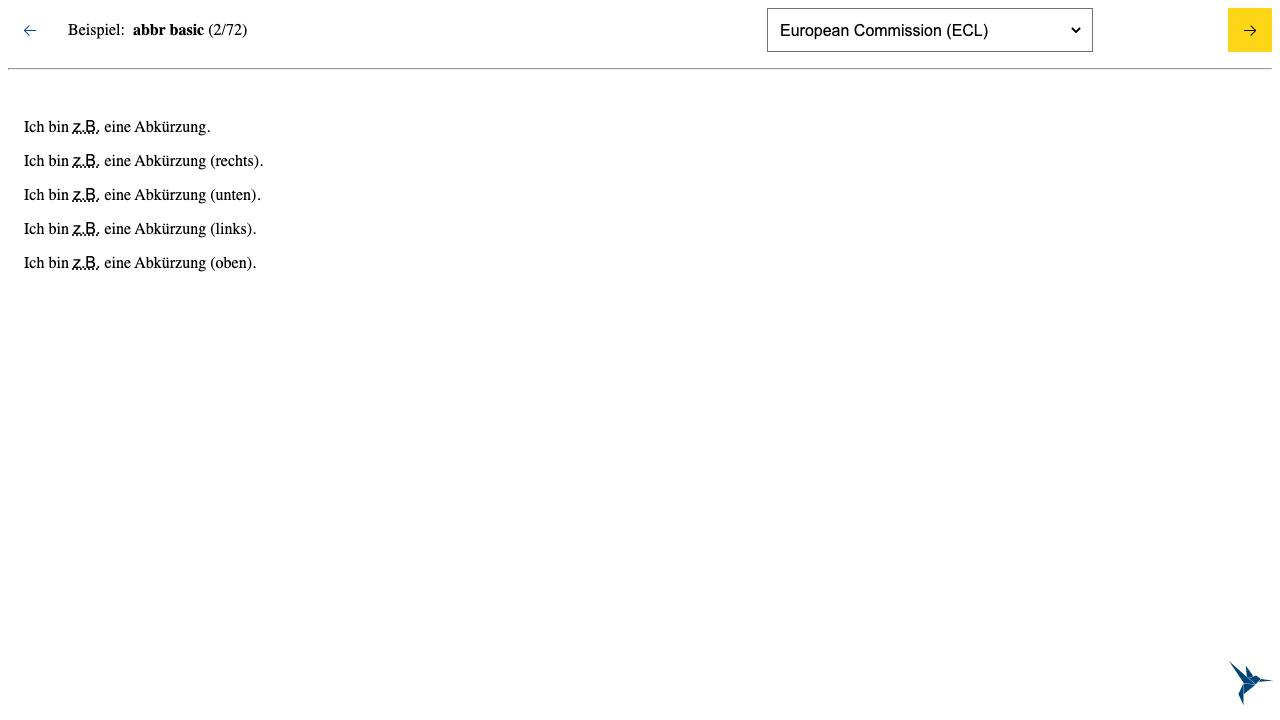 Beispiel: abbr basic (2/72)
European Commission (ECL)
Ich bin z.B. eine Abkürzung.
Ich bin z.B. eine Abkürzung (rechts).
Ich bin z.B. eine Abkürzung (unten).
Ich bin z.B. eine Abkürzung (links).
Ich bin z.B. eine Abkürzung (oben).